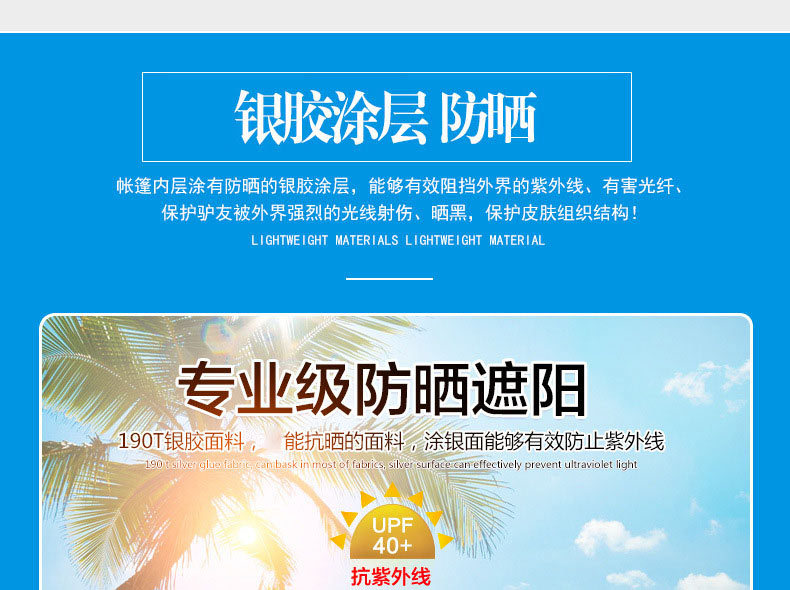 银胶涂层 防晒
帐篷内层涂有防晒的银胶涂层，能够有效阻挡外界的紫外线、有害光纤、
保护驴友被外界强烈的光线射伤、晒黑，保护皮肤组织结构！
LIGHTWEIGHT MATERIALS LIGHTWEIGHT MATERIAL
专业级防晒遮阳
190T银胶面料， 能抗晒的面料，涂银面能够有效防止紫外线
190 t silver glue fabric, can bask in most of fabrics, silver surface can effectively prevent ultraviolet light
UPF
40+
抗紫外线